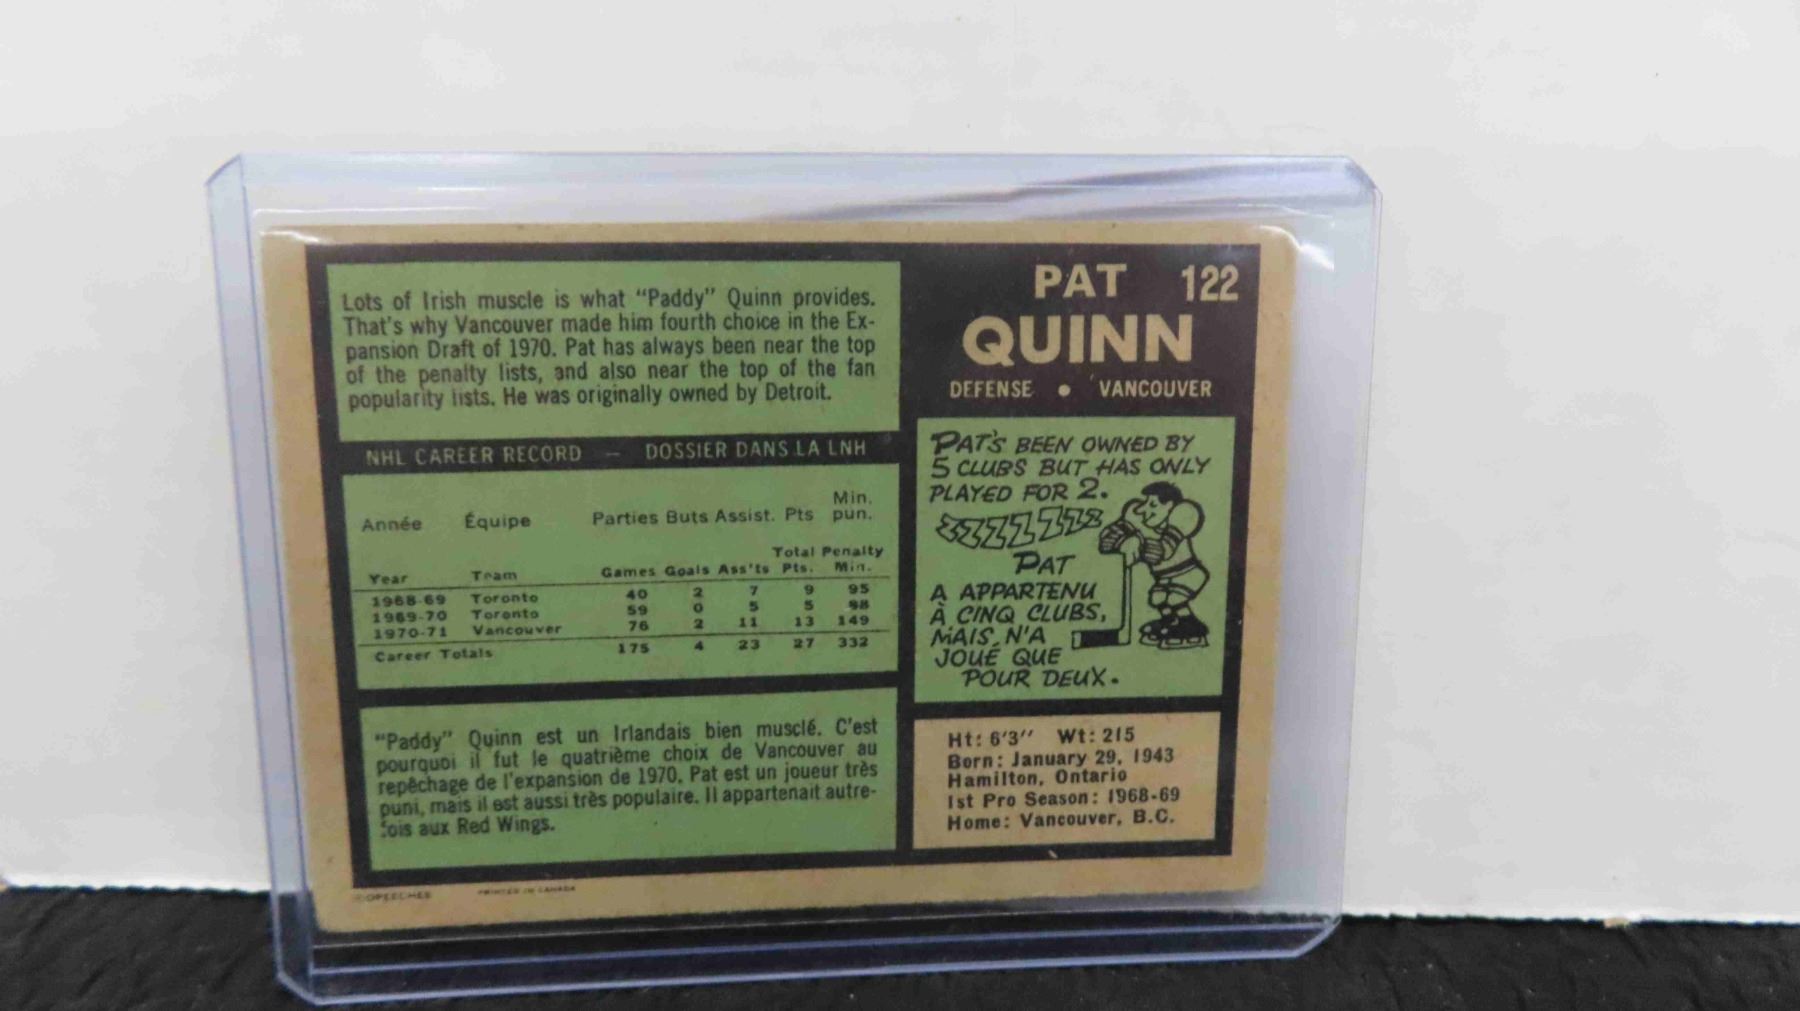 Lots of Irish muscle is what "Paddy" Quinn provides.
That's why Vancouver made him fourth choice in the Ex-
pansion Draft of 1970. Pat has always been near the top
of the penalty lists, and also near the top of the fan
popularity lists. He was originally owned by Detroit.
NHL CAREER RECORD — DOSSIER DANS LA LNH
Année Équipe Parties Buts Assist. Pts Min. pun.
Year Team Games Goals Ass'ts Total Pts. Penalty Min.
1968-69 Toronto 40 2 7 9 95
1969-70 Toronto 59 0 5 5 88
1970-71 Vancouver 76 2 11 13 149
Career Totals 175 4 23 27 332
"Paddy" Quinn est un Irlandais bien musclé. C'est
pourquoi il fut le quatrième choix de Vancouver au
repêchage de l'expansion de 1970. Pat est un joueur très
puni, mais il est aussi très populaire. Il appartenait autre-
fois aux Red Wings.
©OPEECHEE PRINTED IN CANADA
PAT 122
QUINN
DEFENSE • VANCOUVER
PAT'S BEEN OWNED BY
5 CLUBS BUT HAS ONLY
PLAYED FOR 2.
ZZZZ ZZZ
PAT
A APPARTENU
À CINQ CLUBS,
MAIS N'A
JOUÉ QUE
POUR DEUX.
Ht: 6'3" Wt: 215
Born: January 29, 1943
Hamilton, Ontario
1st Pro Season: 1968-69
Home: Vancouver, B.C.